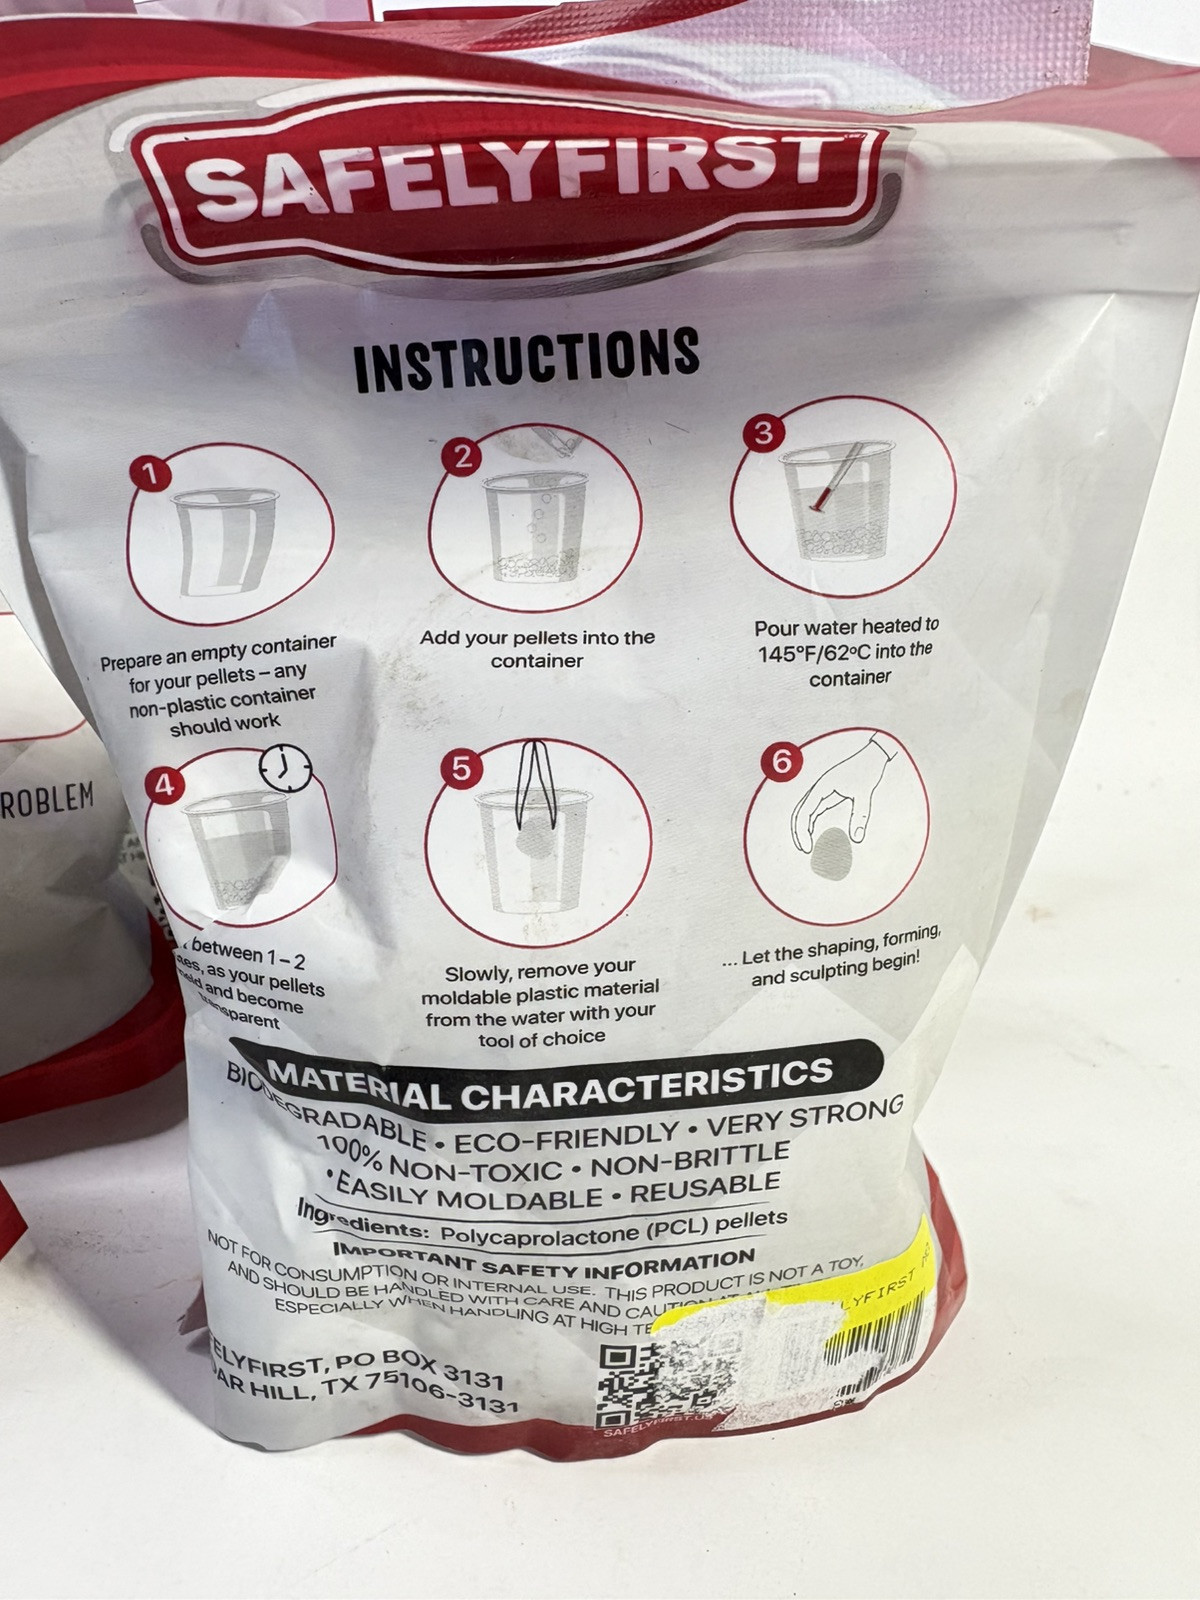 SAFELYFIRST
INSTRUCTIONS
1
Prepare an empty container
for your pellets – any
non-plastic container
should work
2
Add your pellets into the
container
3
Pour water heated to
145°F/62°C into the
container
4
between 1 – 2
as your pellets
and become
5
Slowly, remove your
moldable plastic material
from the water with your
tool of choice
6
... Let the shaping, forming,
and sculpting begin!
ROBLEM
MATERIAL CHARACTERISTICS
BIODEGRADABLE • ECO-FRIENDLY • VERY STRONG
100% NON-TOXIC • NON-BRITTLE
• EASILY MOLDABLE • REUSABLE
Ingredients: Polycaprolactone (PCL) pellets
IMPORTANT SAFETY INFORMATION
NOT FOR CONSUMPTION OR INTERNAL USE. THIS PRODUCT IS NOT A TOY,
AND SHOULD BE HANDLED WITH CARE AND
ESPECIALLY WHEN HANDLING AT HIGH
LYFIRST
ELYFIRST, PO BOX 3131
AR HILL, TX 75106-3131
SAFELYFIRST.US